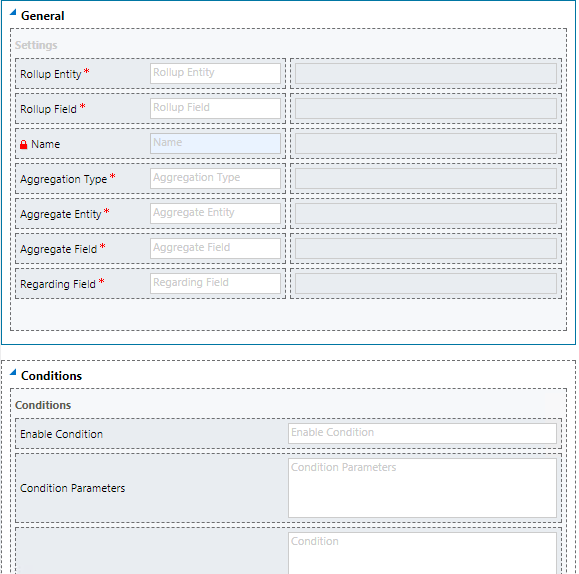 General
Settings
Rollup Entity * Rollup Entity
Rollup Field * Rollup Field
Name Name
Aggregation Type * Aggregation Type
Aggregate Entity * Aggregate Entity
Aggregate Field * Aggregate Field
Regarding Field * Regarding Field
Conditions
Conditions
Enable Condition Enable Condition
Condition Parameters
Condition Parameters
Condition